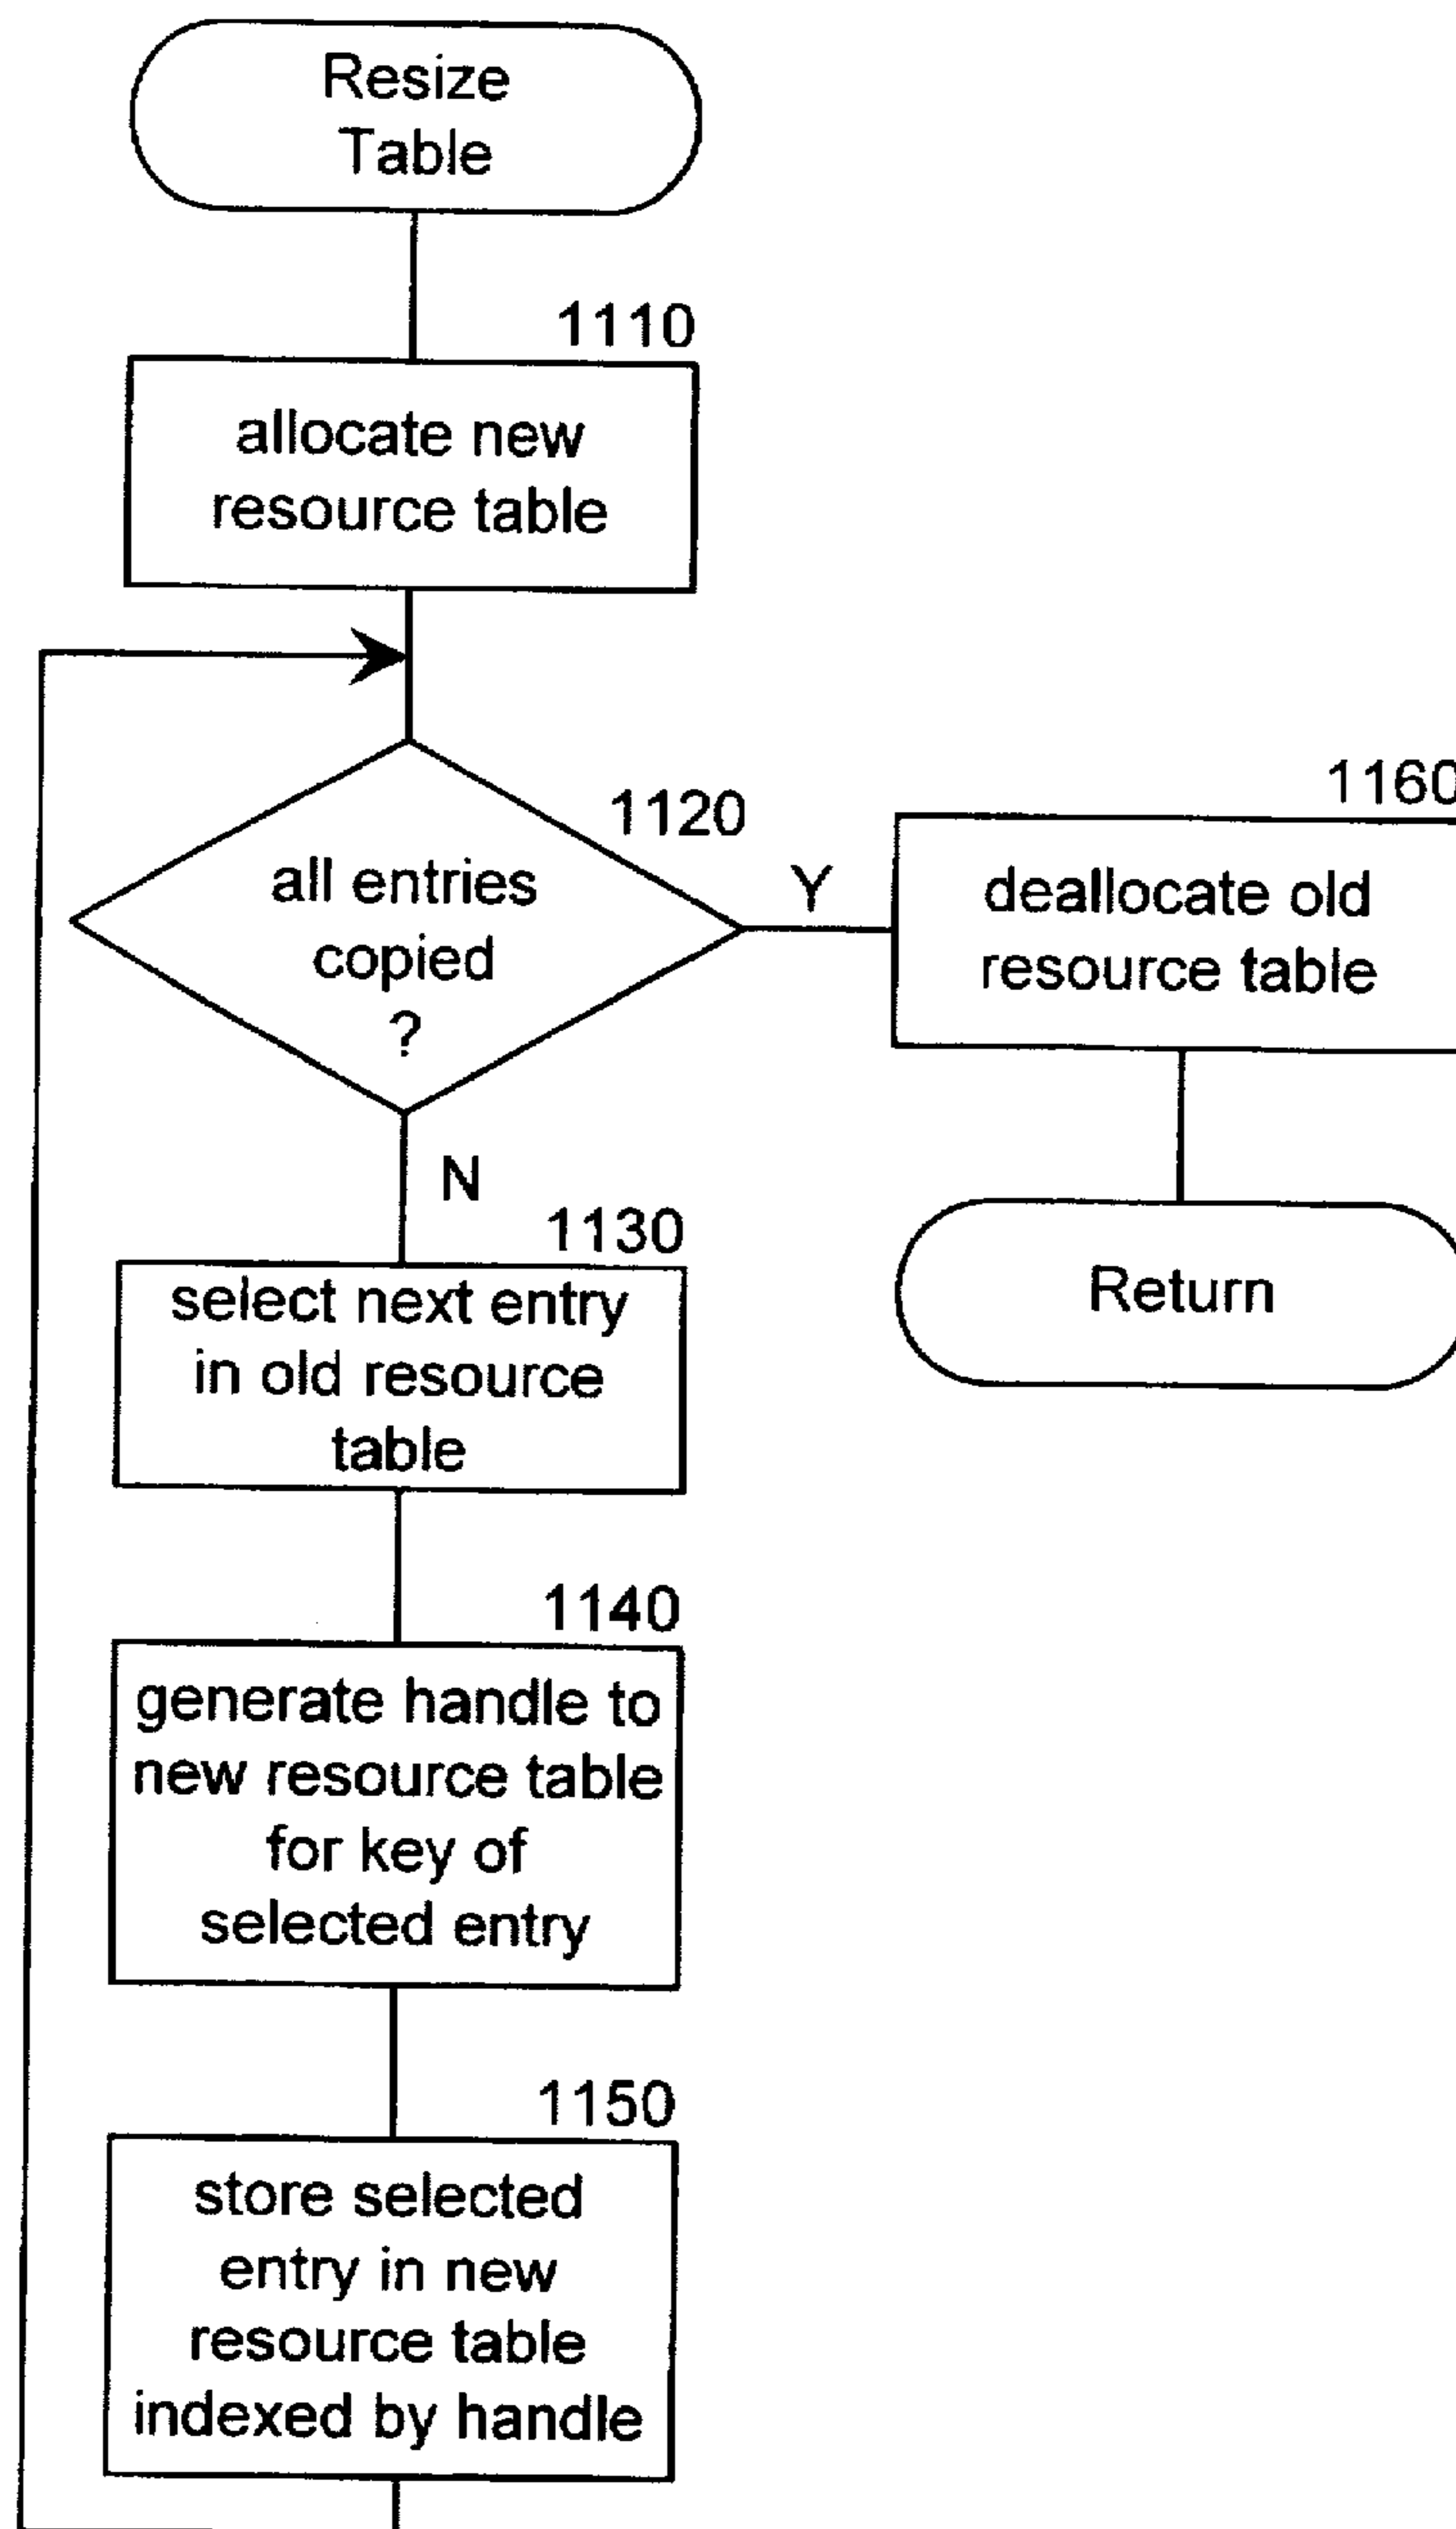 Resize
Table
1110
allocate new
resource table
1120
all entries
copied
?
Y
N
1160
deallocate old
resource table
Return
1130
select next entry
in old resource
table
1140
generate handle to
new resource table
for key of
selected entry
1150
store selected
entry in new
resource table
indexed by handle